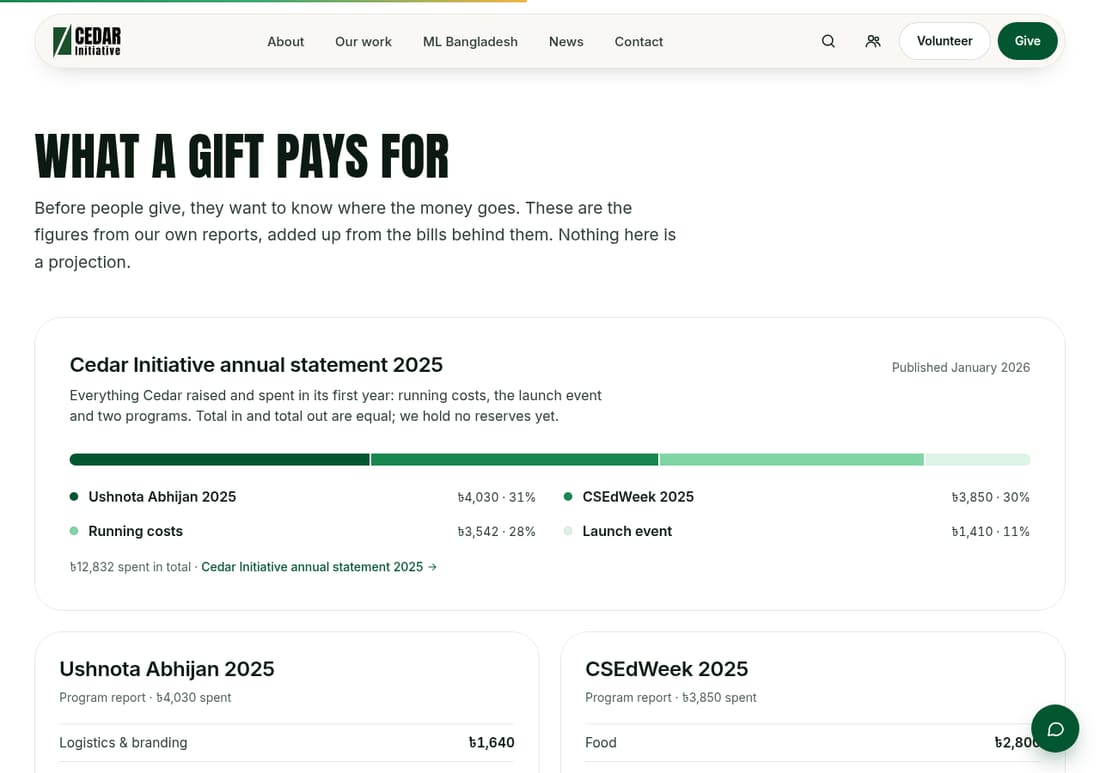 CEDAR
Initiative
About
Our work
ML Bangladesh
News
Contact
Volunteer
Give
WHAT A GIFT PAYS FOR
Before people give, they want to know where the money goes. These are the
figures from our own reports, added up from the bills behind them. Nothing here is
a projection.
Cedar Initiative annual statement 2025
Published January 2026
Everything Cedar raised and spent in its first year: running costs, the launch event
and two programs. Total in and total out are equal; we hold no reserves yet.
Ushnota Abhijan 2025
৳4,030 · 31%
CSEdWeek 2025
৳3,850 · 30%
Running costs
৳3,542 · 28%
Launch event
৳1,410 · 11%
৳12,832 spent in total · Cedar Initiative annual statement 2025 →
Ushnota Abhijan 2025
Program report · ৳4,030 spent
Logistics & branding
৳1,640
CSEdWeek 2025
Program report · ৳3,850 spent
Food
৳2,800